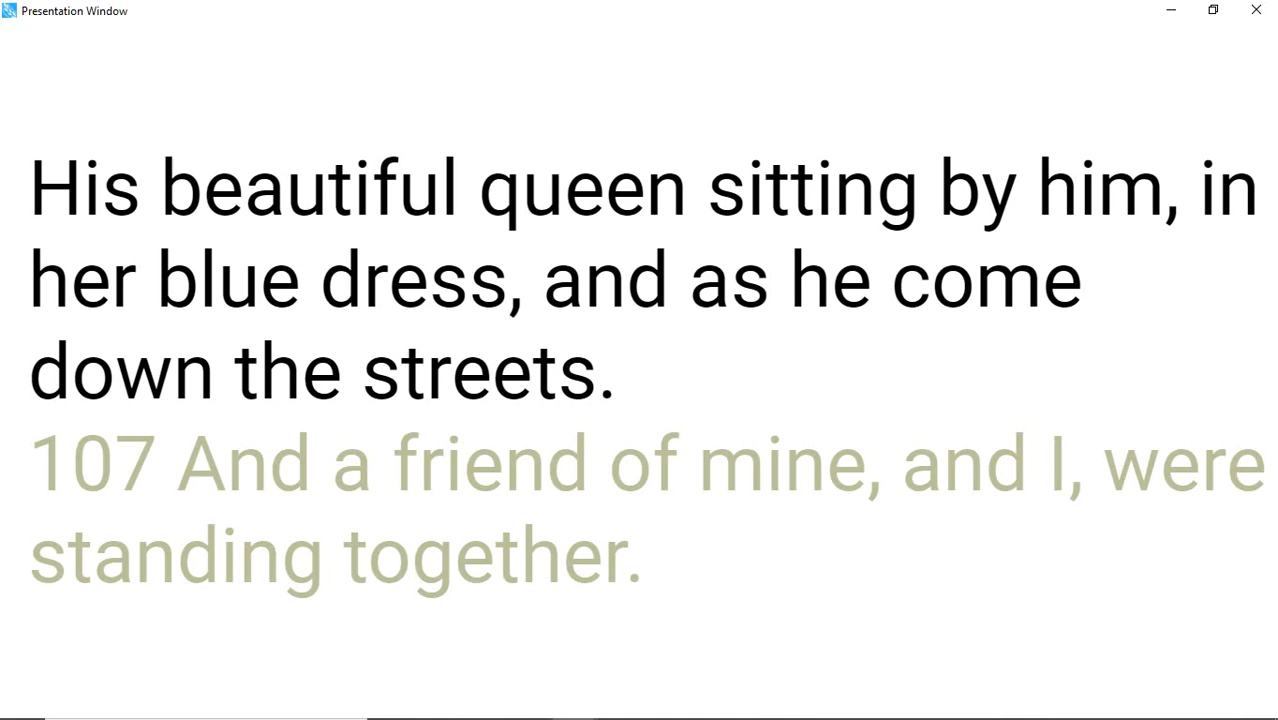 Presentation Window
His beautiful queen sitting by him, in
her blue dress, and as he come
down the streets.
107 And a friend of mine, and I, were
standing together.